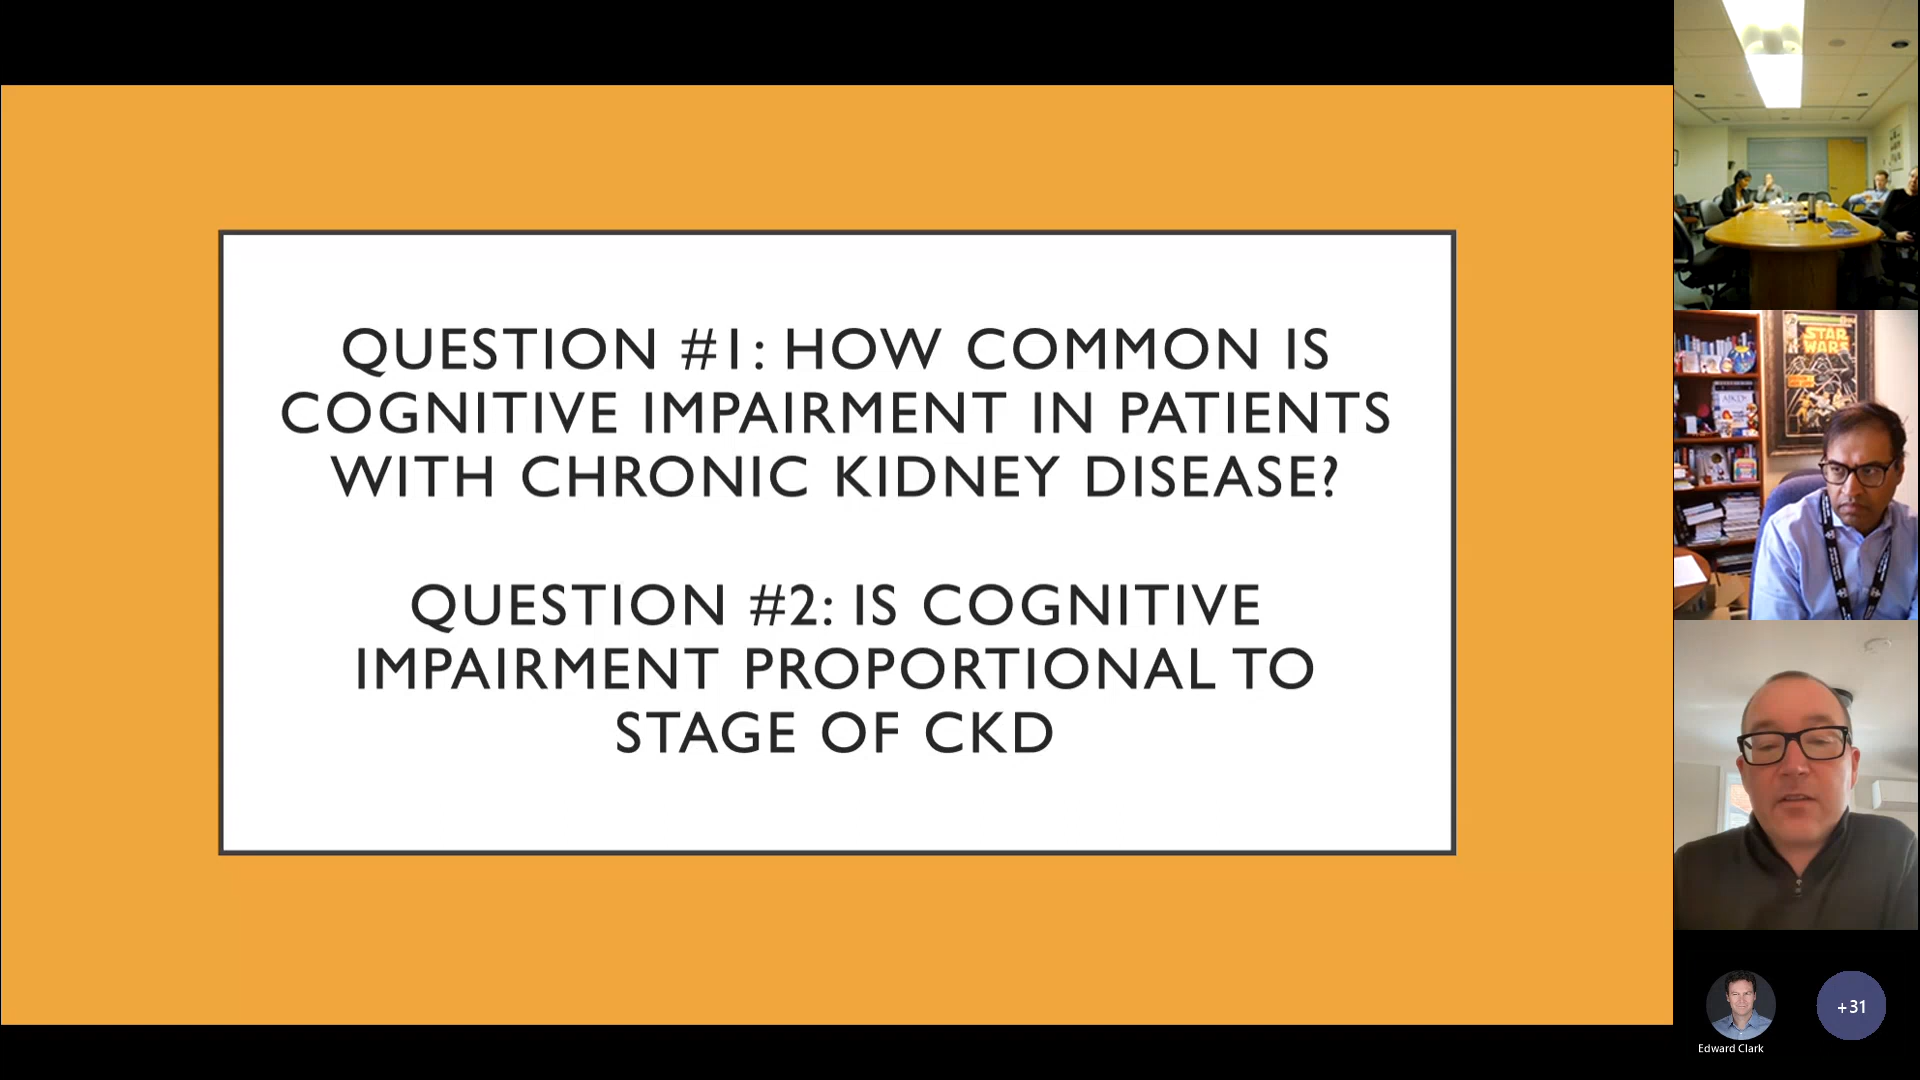 QUESTION #1: HOW COMMON IS
COGNITIVE IMPAIRMENT IN PATIENTS
WITH CHRONIC KIDNEY DISEASE?
QUESTION #2: IS COGNITIVE
IMPAIRMENT PROPORTIONAL TO
STAGE OF CKD
STAR
WARS
AJKD
Edward Clark
+31